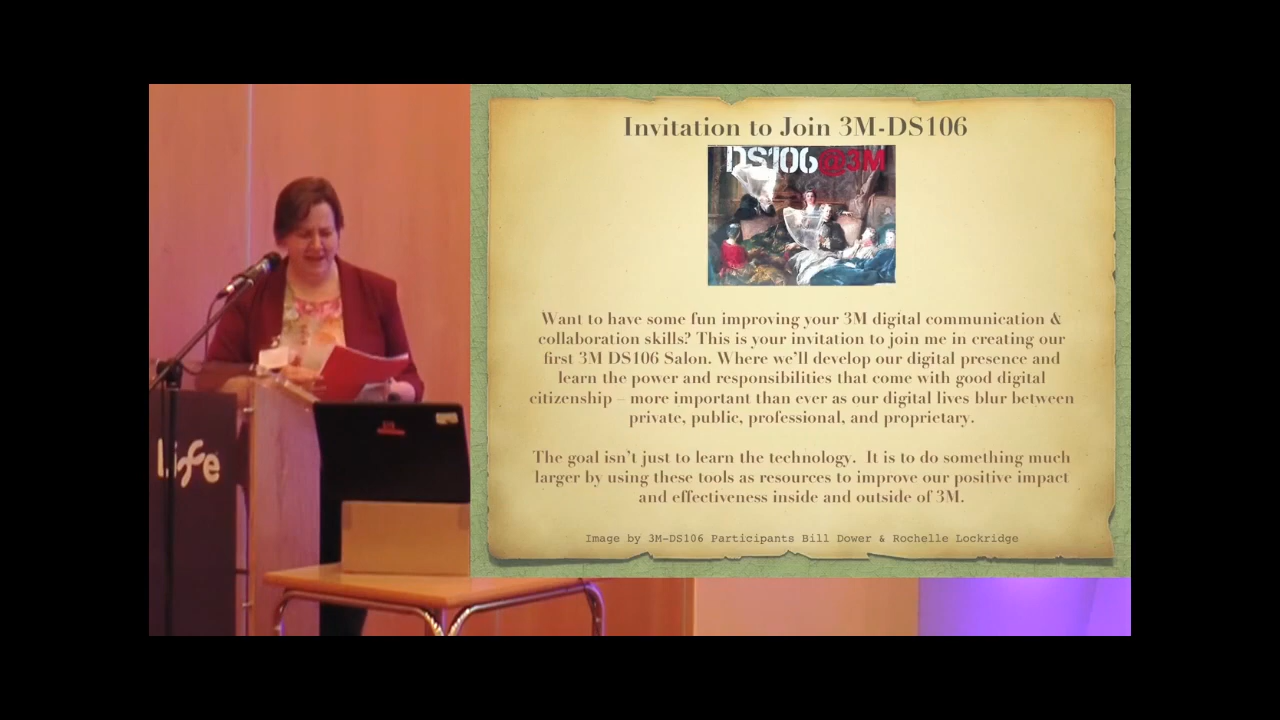 Invitation to Join 3M-DS106
DS106@3M
Want to have some fun improving your 3M digital communication &
collaboration skills? This is your invitation to join me in creating our
first 3M DS106 Salon. Where we'll develop our digital presence and
learn the power and responsibilities that come with good digital
citizenship – more important than ever as our digital lives blur between
private, public, professional, and proprietary.
The goal isn't just to learn the technology.  It is to do something much
larger by using these tools as resources to improve our positive impact
and effectiveness inside and outside of 3M.
Image by 3M-DS106 Participants Bill Dower & Rochelle Lockridge
Life